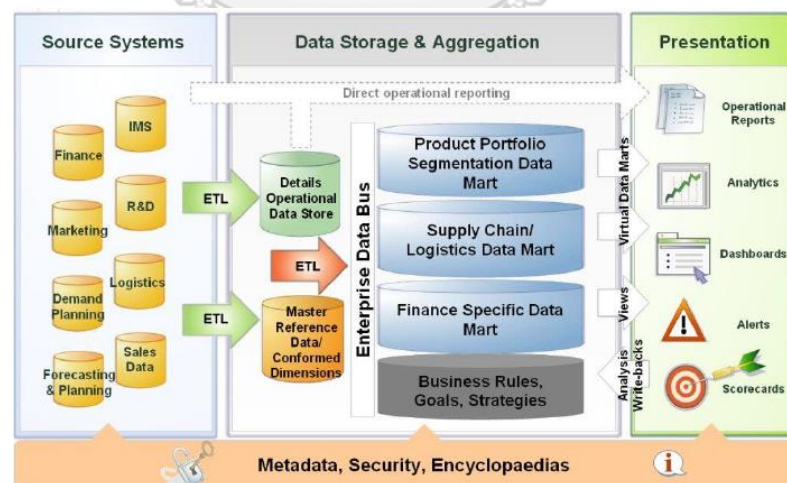 Source Systems
Data Storage & Aggregation
Presentation
Direct operational reporting
IMS
Finance
R&D
Marketing
Logistics
Demand
Planning
Sales
Data
Forecasting
& Planning
ETL
ETL
Details
Operational
Data Store
ETL
Master
Reference
Data/
Conformed
Dimensions
Enterprise Data Bus
Product Portfolio
Segmentation Data
Mart
Supply Chain/
Logistics Data Mart
Finance Specific Data
Mart
Business Rules,
Goals, Strategies
Virtual Data Marts
Views
Analysis
Write-backs
Operational
Reports
Analytics
Dashboards
Alerts
Scorecards
Metadata, Security, Encyclopaedias
i